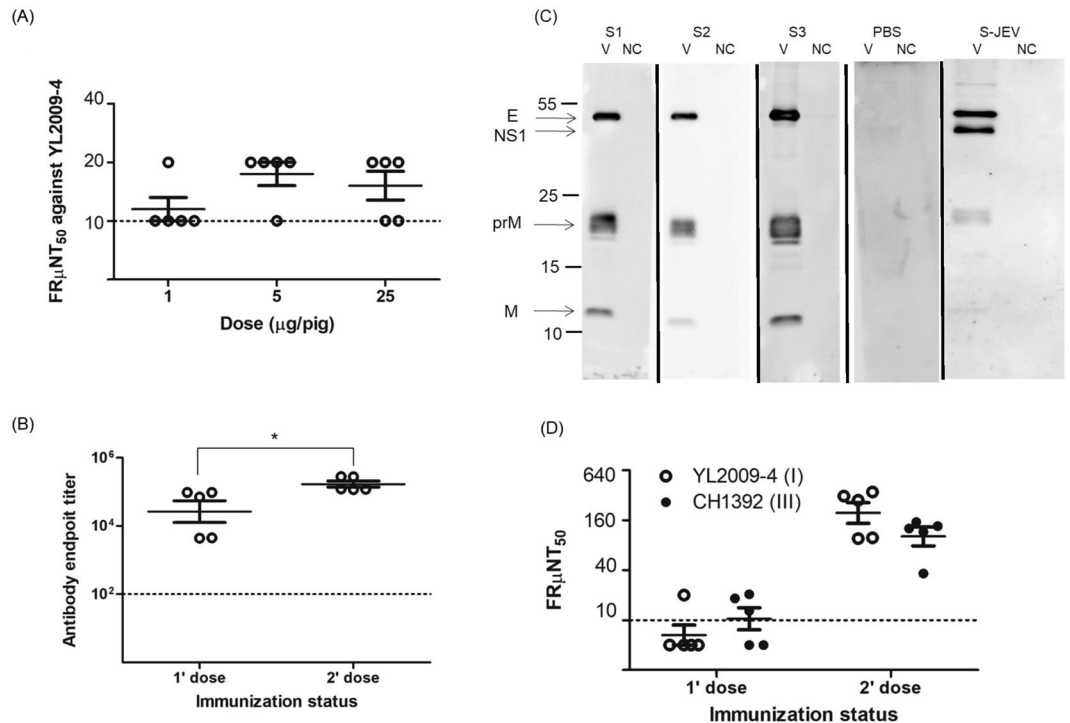 (A)
FRμNT50 against YL2009-4
40
20
10
1 5 25
Dose (μg/pig)
(B)
*
Antibody endpoit titer
10^6
10^4
10^2
1' dose 2' dose
Immunization status
(C)
S1 S2 S3 PBS S-JEV
V NC V NC V NC V NC V NC
55
E
NS1
25
prM
15
M
10
(D)
YL2009-4 (I)
CH1392 (III)
FRμNT50
640
160
40
10
1' dose 2' dose
Immunization status